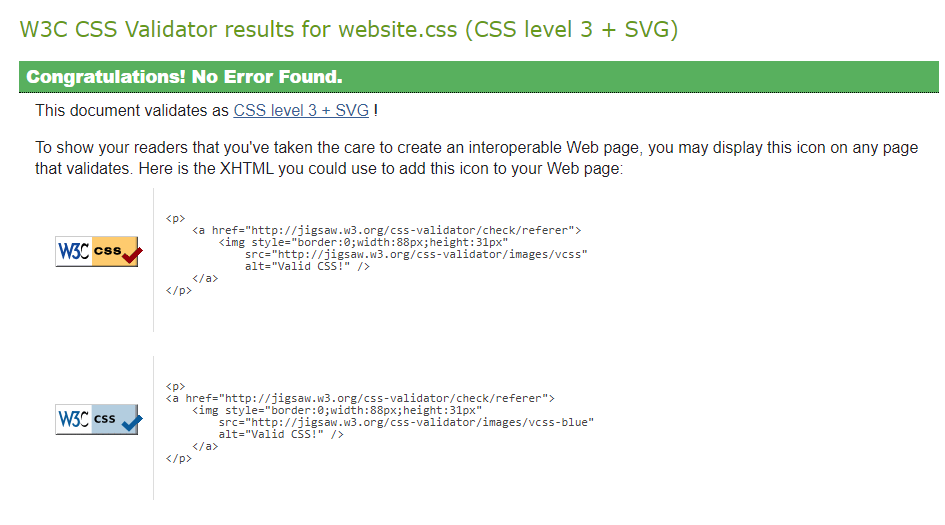 W3C CSS Validator results for website.css (CSS level 3 + SVG)
Congratulations! No Error Found.
This document validates as CSS level 3 + SVG !
To show your readers that you've taken the care to create an interoperable Web page, you may display this icon on any page
that validates. Here is the XHTML you could use to add this icon to your Web page:
W3C css
<p>
    <a href="http://jigsaw.w3.org/css-validator/check/referer">
        <img style="border:0;width:88px;height:31px"
            src="http://jigsaw.w3.org/css-validator/images/vcss"
            alt="Valid CSS!" />
    </a>
</p>
W3C css
<p>
<a href="http://jigsaw.w3.org/css-validator/check/referer">
    <img style="border:0;width:88px;height:31px"
        src="http://jigsaw.w3.org/css-validator/images/vcss-blue"
        alt="Valid CSS!" />
    </a>
</p>